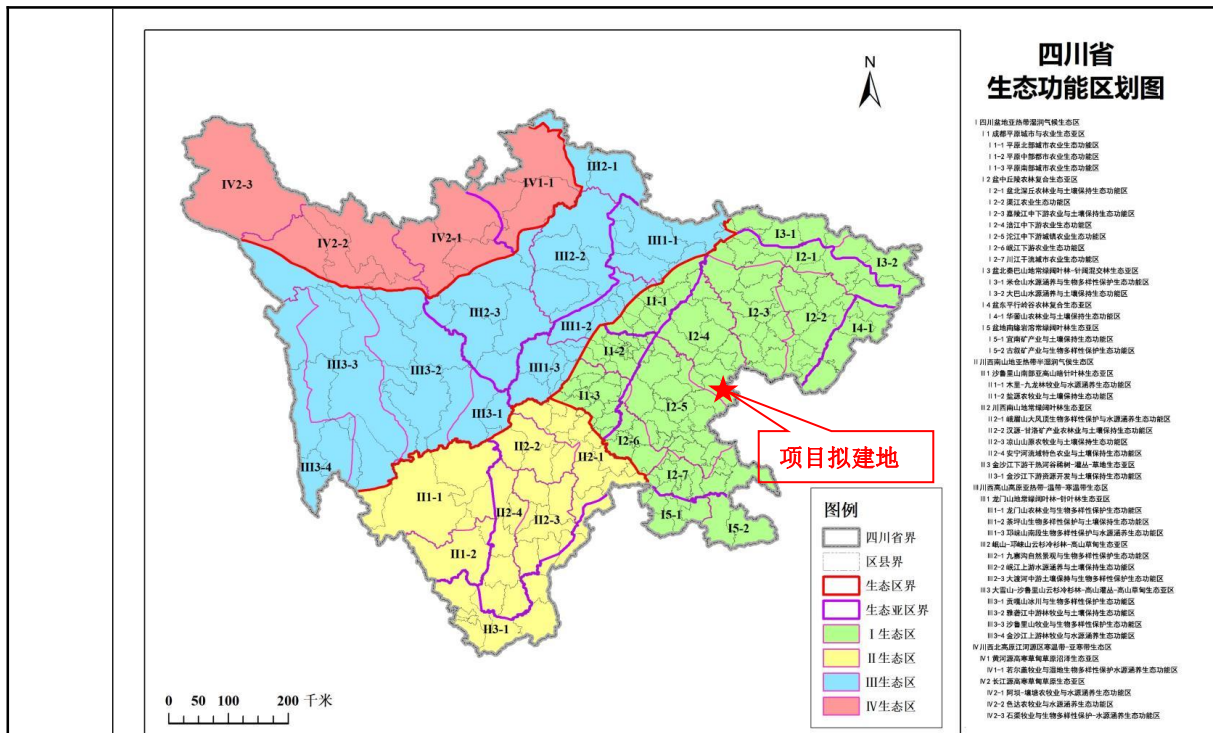 四川省
生态功能区划图
N
I 四川盆地亚热带湿润气候生态区
I 1 成都平原城市与农业生态亚区
I 1-1 平原北部城市农业生态功能区
I 1-2 平原中部都市农业生态功能区
I 1-3 平原南部城市农业生态功能区
I 2 盆中丘陵农林复合生态亚区
I 2-1 盆北深丘农林业与土壤保持生态功能区
I 2-2 渠江农业生态功能区
I 2-3 嘉陵江中下游农业与土壤保持生态功能区
I 2-4 涪江中下游农业生态功能区
I 2-5 沱江中下游城镇农业生态功能区
I 2-6 岷江下游农业生态功能区
I 2-7 川江干流城市农业生态功能区
I 3 盆北秦巴山地常绿阔叶林-针阔混交林生态亚区
I 3-1 米仓山水源涵养与生物多样性保护生态功能区
I 3-2 大巴山水源涵养与土壤保持生态功能区
I 4 盆东平行岭谷农林复合生态亚区
I 4-1 华蓥山农林业与土壤保持生态功能区
I 5 盆地南缘岩溶常绿阔叶林生态亚区
I 5-1 宜南矿产业与土壤保持生态功能区
I 5-2 古叙矿产业与生物多样性保护生态功能区
II 川西南山地亚热带半湿润气候生态区
II 1 沙鲁里山南部亚高山暗针叶林生态亚区
II 1-1 木里-九龙林牧业与水源涵养生态功能区
II 1-2 盐源农牧业与土壤保持生态功能区
II 2 川西南山地常绿阔叶林生态亚区
II 2-1 峨眉山大风顶生物多样性保护与水源涵养生态功能区
II 2-2 汉源-甘洛矿产业农林业与土壤保持生态功能区
II 2-3 凉山山原农牧业与土壤保持生态功能区
II 2-4 安宁河流域特色农业与土壤保持生态功能区
II 3 金沙江下游干热河谷稀树-灌丛-草地生态亚区
II 3-1 金沙江下游资源开发与土壤保持生态功能区
III 川西高山高原亚热带-温带-寒温带生态区
III 1 龙门山地常绿阔叶林-针叶林生态亚区
III 1-1 龙门山农林业与生物多样性保护生态功能区
III 1-2 茶坪山生物多样性保护与土壤保持生态功能区
III 1-3 邛崃山南段生物多样性保护与水源涵养生态功能区
III 2 岷山-邛崃山云杉冷杉林-高山草甸生态亚区
III 2-1 九寨沟自然景观与生物多样性保护生态功能区
III 2-2 岷江上游水源涵养与土壤保持生态功能区
III 2-3 大渡河中游土壤保持与生物多样性保护生态功能区
III 3 大雪山-沙鲁里山云杉冷杉林-高山灌丛-高山草甸生态亚区
III 3-1 贡嘎山冰川与生物多样性保护生态功能区
III 3-2 雅砻江中游林牧业与土壤保持生态功能区
III 3-3 沙鲁里山牧业与生物多样性保护生态功能区
III 3-4 金沙江上游林牧业与水源涵养生态功能区
IV 川西北高原江河源区寒温带-亚寒带生态区
IV 1 黄河源高寒草甸草原沼泽生态亚区
IV 1-1 若尔盖牧业与湿地生物多样性保护水源涵养生态功能区
IV 2 长江源高寒草甸草原生态亚区
IV 2-1 阿坝-壤塘农牧业与水源涵养生态功能区
IV 2-2 色达农牧业与水源涵养生态功能区
IV 2-3 石渠牧业与生物多样性保护-水源涵养生态功能区
IV2-3
IV1-1
III2-1
IV2-2
IV2-1
III1-1
I3-1
I2-1
I3-2
III2-2
I1-1
I2-3
I2-2
III2-3
III1-2
I2-4
I4-1
I1-2
III3-3
III3-2
III1-3
I1-3
I2-5
III3-1
项目拟建地
III3-4
II2-2
I2-6
II2-1
I2-7
II1-1
II2-4
II2-3
I5-1
I5-2
II1-2
II3-1
图例
四川省界
区县界
生态区界
生态亚区界
I 生态区
II 生态区
III 生态区
IV 生态区
0 50 100 200 千米